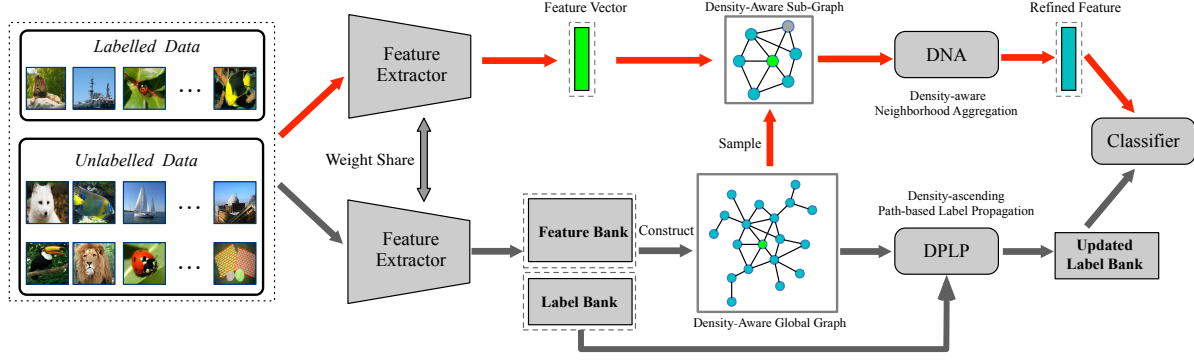 Labelled Data
...
Unlabelled Data
...
...
Feature
Extractor
Weight Share
Feature
Extractor
Feature Vector
Feature Bank
Label Bank
Construct
Density-Aware Sub-Graph
Sample
Density-Aware Global Graph
DNA
Density-aware
Neighborhood Aggregation
Density-ascending
Path-based Label Propagation
DPLP
Refined Feature
Classifier
Updated
Label Bank